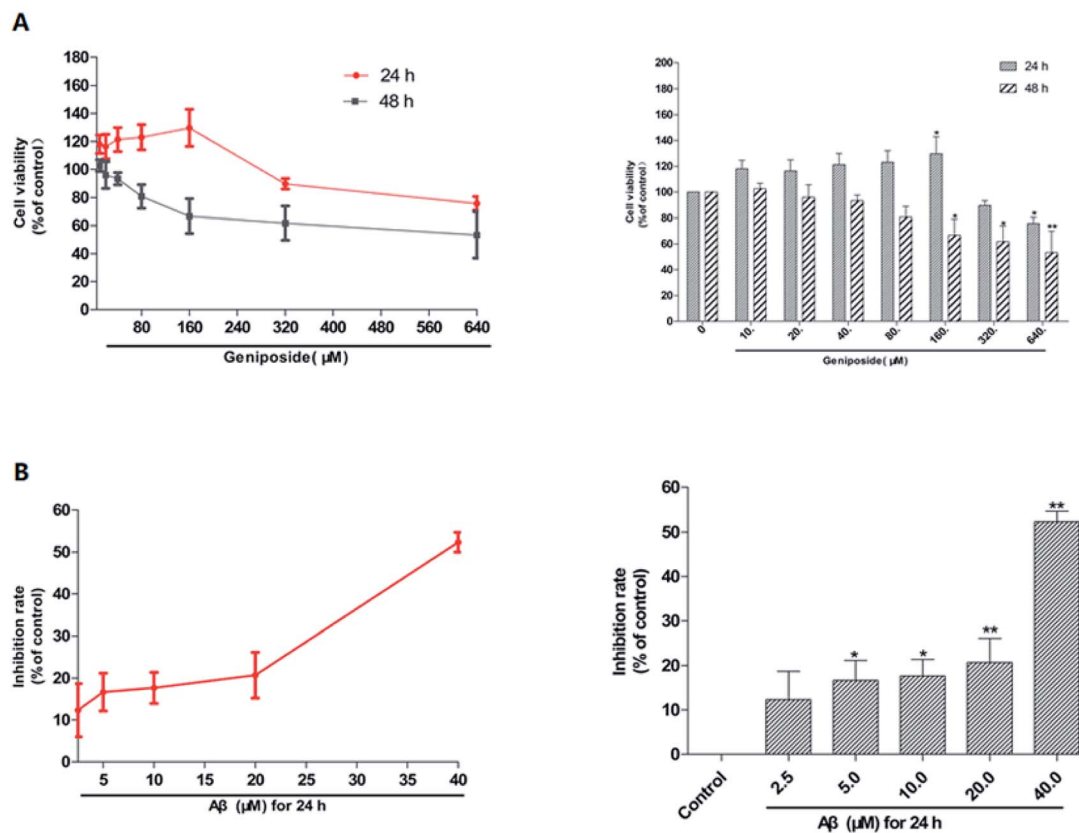 A
180
160
140
120
100
80
60
40
20
0
Cell viability
(%of control)
24 h
48 h
80 160 240 320 400 480 560 640
Geniposide( μM)
200
180
160
140
120
100
80
60
40
20
0
Cell viability
(%of control)
24 h
48 h
* * * * **
0 10. 20. 40. 80. 160. 320. 640.
Geniposide(μM)
B
60
50
40
30
20
10
0
Inhibition rate
(%of control)
5 10 15 20 25 30 35 40
Aβ (μM) for 24 h
60
50
40
30
20
10
0
Inhibition rate
(% of control)
* * ** **
Control 2.5 5.0 10.0 20.0 40.0
Aβ (μM) for 24 h